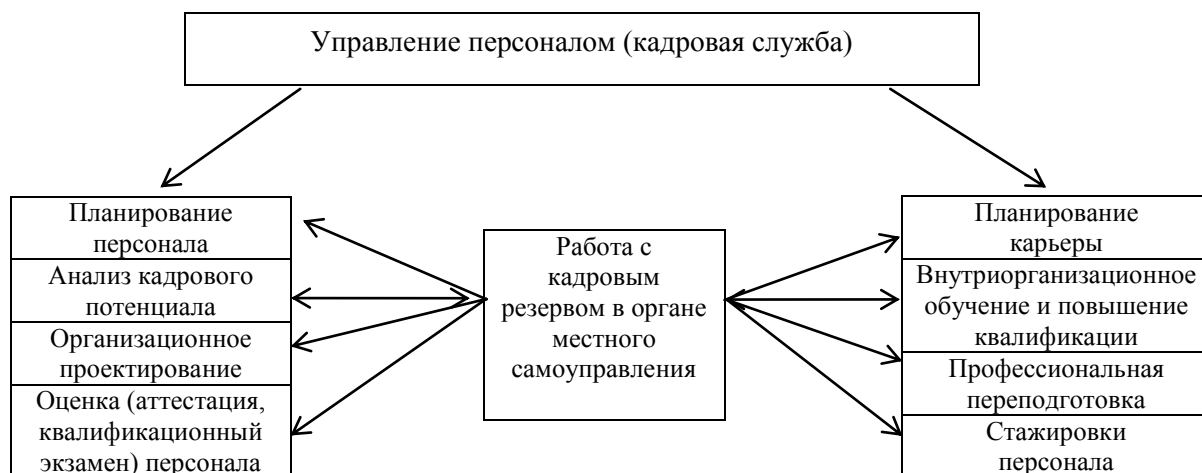 Управление персоналом (кадровая служба)
Планирование
персонала
Анализ кадрового
потенциала
Организационное
проектирование
Оценка (аттестация,
квалификационный
экзамен) персонала
Работа с
кадровым
резервом в органе
местного
самоуправления
Планирование
карьеры
Внутриорганизационное
обучение и повышение
квалификации
Профессиональная
переподготовка
Стажировки
персонала